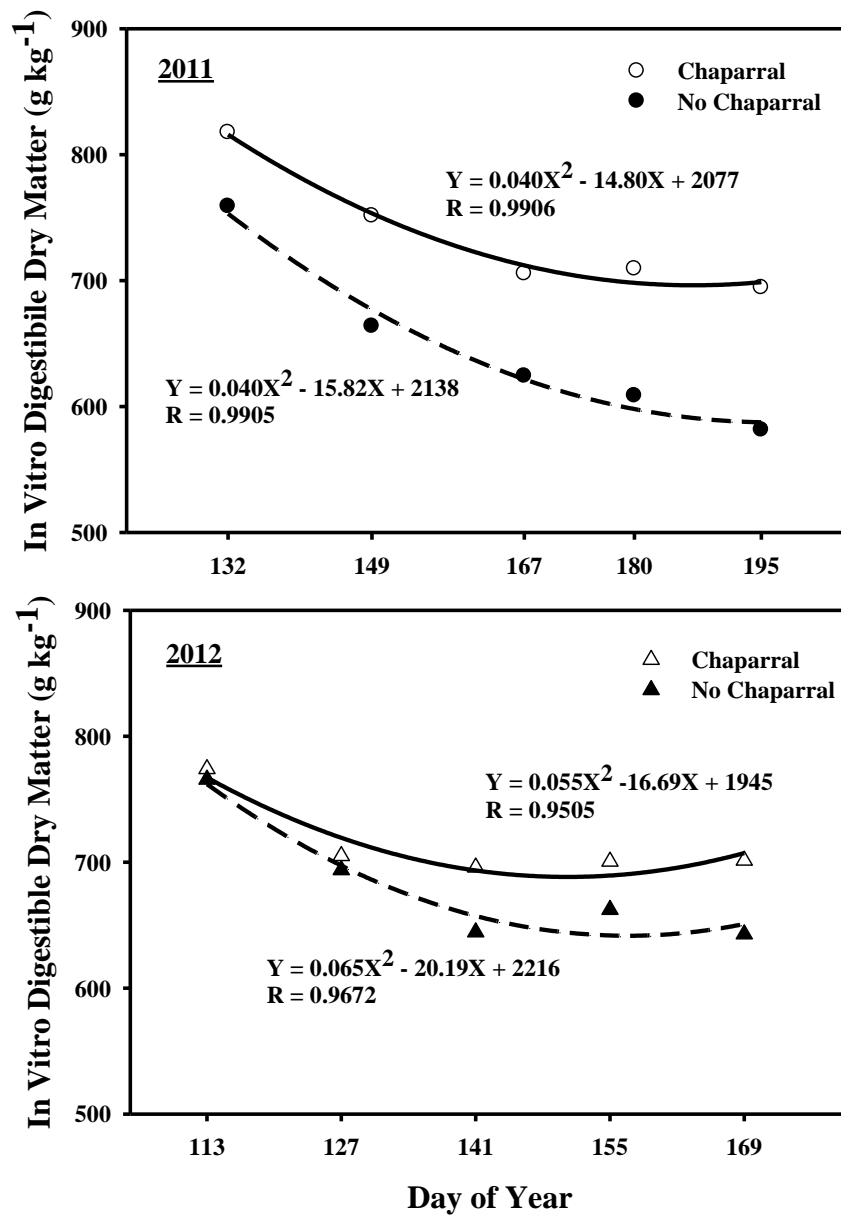 In Vitro Digestibile Dry Matter (g kg-1)
900
800
700
600
500
2011
Chaparral
No Chaparral
Y = 0.040X2 - 14.80X + 2077
R = 0.9906
Y = 0.040X2 - 15.82X + 2138
R = 0.9905
132 149 167 180 195
In Vitro Digestible Dry Matter (g kg-1)
900
800
700
600
500
2012
Chaparral
No Chaparral
Y = 0.055X2 -16.69X + 1945
R = 0.9505
Y = 0.065X2 - 20.19X + 2216
R = 0.9672
113 127 141 155 169
Day of Year